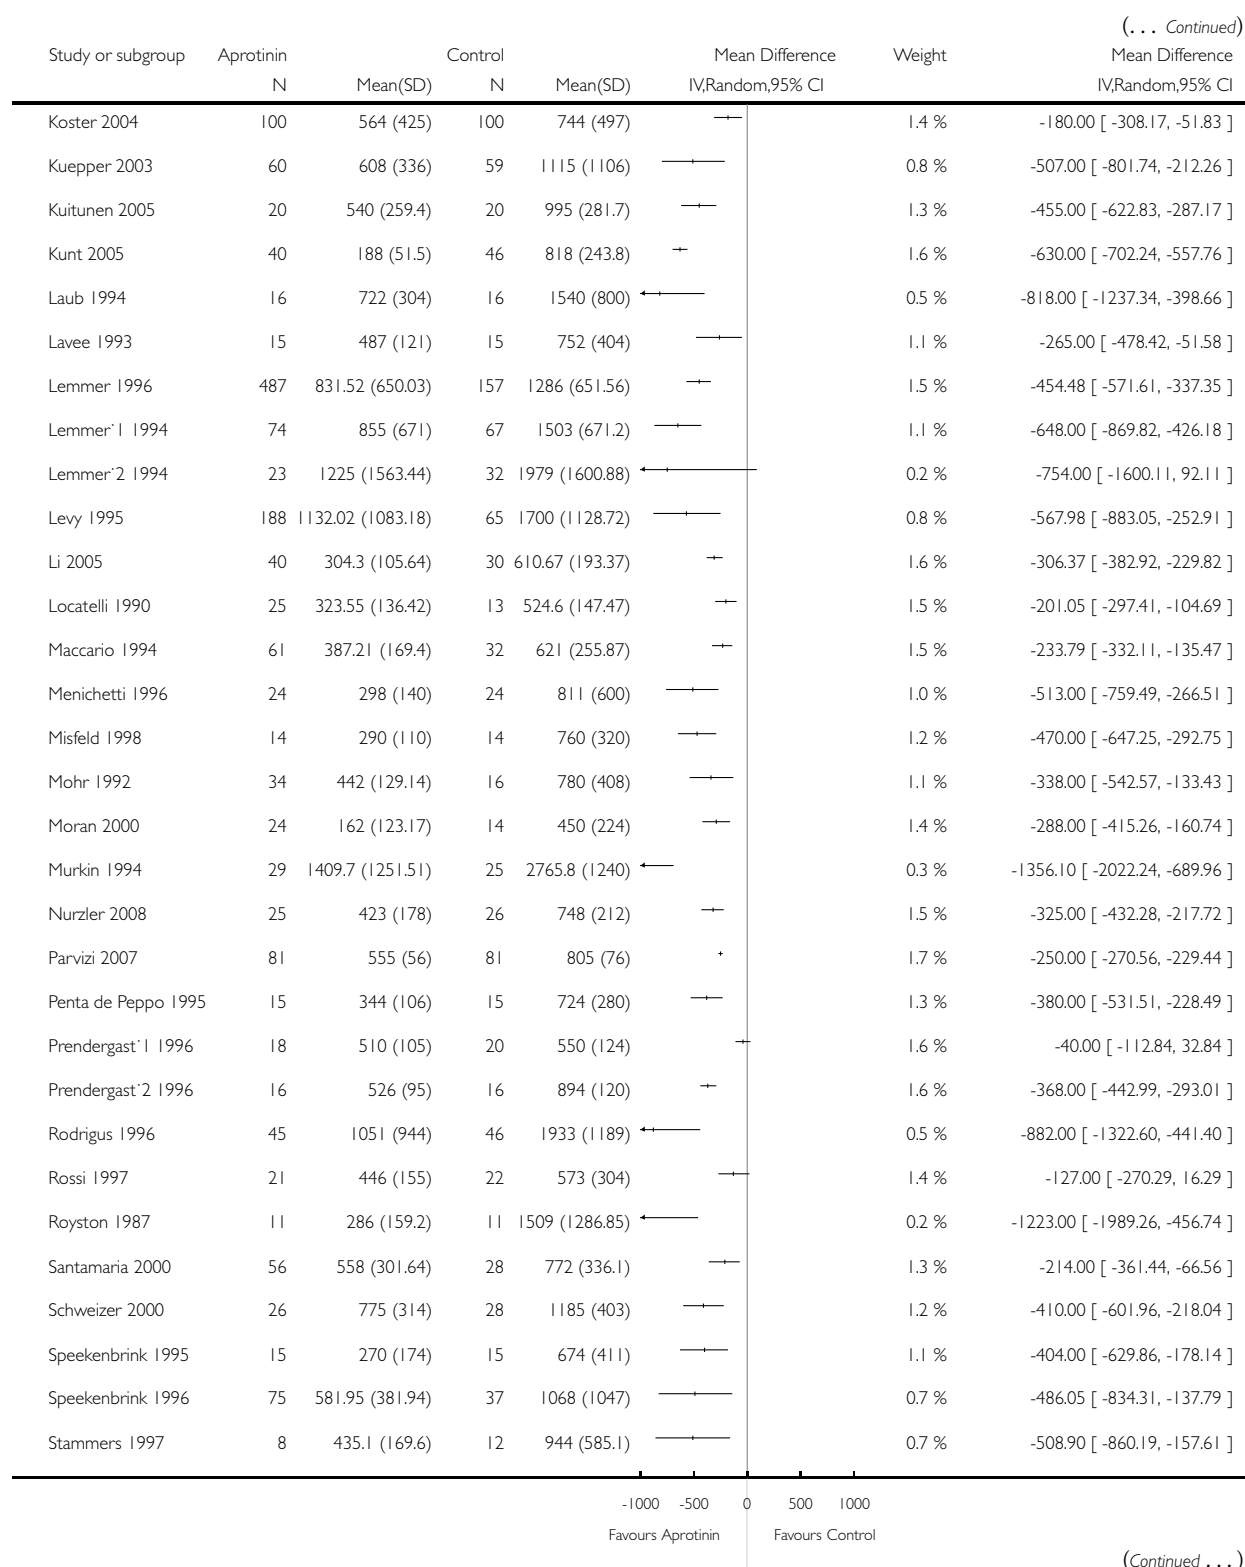 (... Continued)
Study or subgroup Aprotinin Control Mean Difference Weight Mean Difference
N Mean(SD) N Mean(SD) IV,Random,95% CI IV,Random,95% CI
Koster 2004 100 564 (425) 100 744 (497) 1.4 % -180.00 [ -308.17, -51.83 ]
Kuepper 2003 60 608 (336) 59 1115 (1106) 0.8 % -507.00 [ -801.74, -212.26 ]
Kuitunen 2005 20 540 (259.4) 20 995 (281.7) 1.3 % -455.00 [ -622.83, -287.17 ]
Kunt 2005 40 188 (51.5) 46 818 (243.8) 1.6 % -630.00 [ -702.24, -557.76 ]
Laub 1994 16 722 (304) 16 1540 (800) 0.5 % -818.00 [ -1237.34, -398.66 ]
Lavee 1993 15 487 (121) 15 752 (404) 1.1 % -265.00 [ -478.42, -51.58 ]
Lemmer 1996 487 831.52 (650.03) 157 1286 (651.56) 1.5 % -454.48 [ -571.61, -337.35 ]
Lemmer˙1 1994 74 855 (671) 67 1503 (671.2) 1.1 % -648.00 [ -869.82, -426.18 ]
Lemmer˙2 1994 23 1225 (1563.44) 32 1979 (1600.88) 0.2 % -754.00 [ -1600.11, 92.11 ]
Levy 1995 188 1132.02 (1083.18) 65 1700 (1128.72) 0.8 % -567.98 [ -883.05, -252.91 ]
Li 2005 40 304.3 (105.64) 30 610.67 (193.37) 1.6 % -306.37 [ -382.92, -229.82 ]
Locatelli 1990 25 323.55 (136.42) 13 524.6 (147.47) 1.5 % -201.05 [ -297.41, -104.69 ]
Maccario 1994 61 387.21 (169.4) 32 621 (255.87) 1.5 % -233.79 [ -332.11, -135.47 ]
Menichetti 1996 24 298 (140) 24 811 (600) 1.0 % -513.00 [ -759.49, -266.51 ]
Misfeld 1998 14 290 (110) 14 760 (320) 1.2 % -470.00 [ -647.25, -292.75 ]
Mohr 1992 34 442 (129.14) 16 780 (408) 1.1 % -338.00 [ -542.57, -133.43 ]
Moran 2000 24 162 (123.17) 14 450 (224) 1.4 % -288.00 [ -415.26, -160.74 ]
Murkin 1994 29 1409.7 (1251.51) 25 2765.8 (1240) 0.3 % -1356.10 [ -2022.24, -689.96 ]
Nurzler 2008 25 423 (178) 26 748 (212) 1.5 % -325.00 [ -432.28, -217.72 ]
Parvizi 2007 81 555 (56) 81 805 (76) 1.7 % -250.00 [ -270.56, -229.44 ]
Penta de Peppo 1995 15 344 (106) 15 724 (280) 1.3 % -380.00 [ -531.51, -228.49 ]
Prendergast˙1 1996 18 510 (105) 20 550 (124) 1.6 % -40.00 [ -112.84, 32.84 ]
Prendergast˙2 1996 16 526 (95) 16 894 (120) 1.6 % -368.00 [ -442.99, -293.01 ]
Rodrigus 1996 45 1051 (944) 46 1933 (1189) 0.5 % -882.00 [ -1322.60, -441.40 ]
Rossi 1997 21 446 (155) 22 573 (304) 1.4 % -127.00 [ -270.29, 16.29 ]
Royston 1987 11 286 (159.2) 11 1509 (1286.85) 0.2 % -1223.00 [ -1989.26, -456.74 ]
Santamaria 2000 56 558 (301.64) 28 772 (336.1) 1.3 % -214.00 [ -361.44, -66.56 ]
Schweizer 2000 26 775 (314) 28 1185 (403) 1.2 % -410.00 [ -601.96, -218.04 ]
Speekenbrink 1995 15 270 (174) 15 674 (411) 1.1 % -404.00 [ -629.86, -178.14 ]
Speekenbrink 1996 75 581.95 (381.94) 37 1068 (1047) 0.7 % -486.05 [ -834.31, -137.79 ]
Stammers 1997 8 435.1 (169.6) 12 944 (585.1) 0.7 % -508.90 [ -860.19, -157.61 ]
-1000 -500 0 500 1000
Favours Aprotinin Favours Control
(Continued ...)